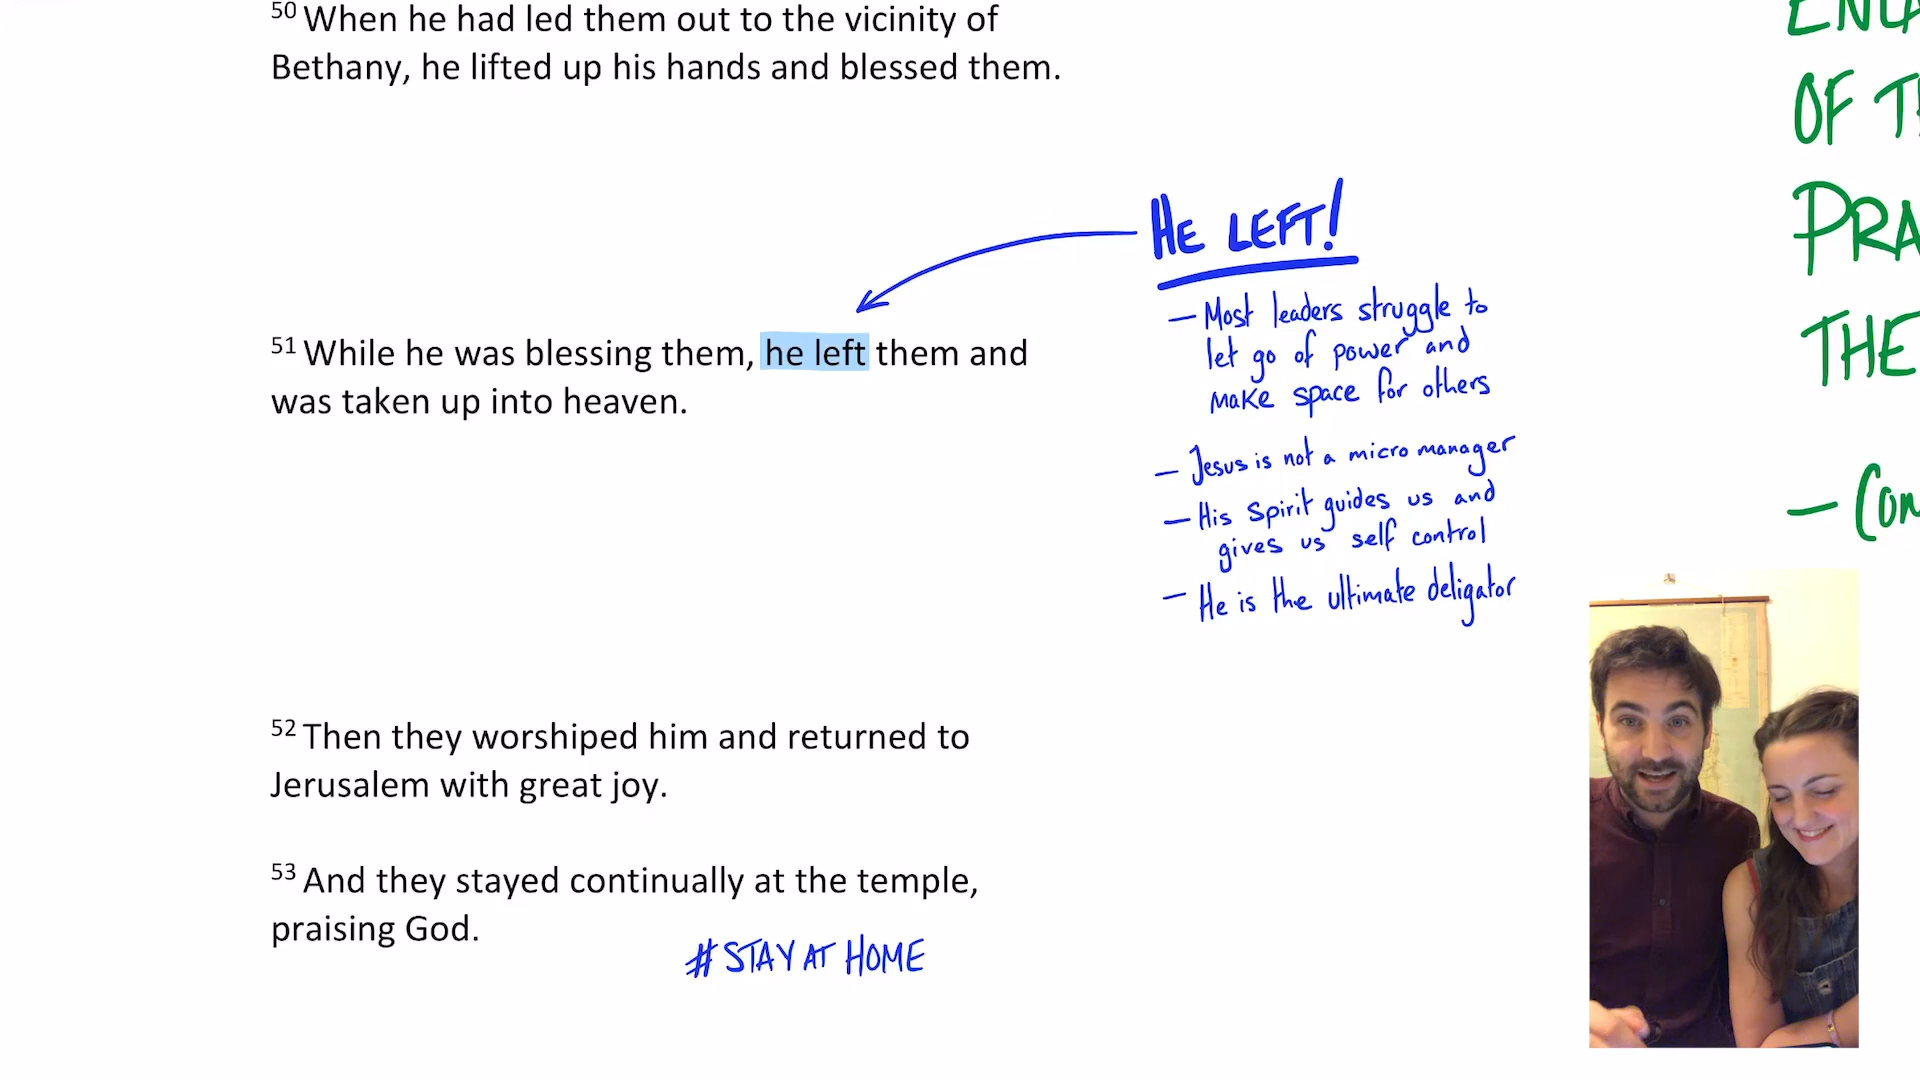 50 When he had led them out to the vicinity of
Bethany, he lifted up his hands and blessed them.
HE LEFT!
51 While he was blessing them, he left them and
was taken up into heaven.
– Most leaders struggle to
let go of power and
make space for others
– Jesus is not a micro manager
– His Spirit guides us and
gives us self control
– He is the ultimate deligator
52 Then they worshiped him and returned to
Jerusalem with great joy.
53 And they stayed continually at the temple,
praising God.
#STAY AT HOME
OF
THE